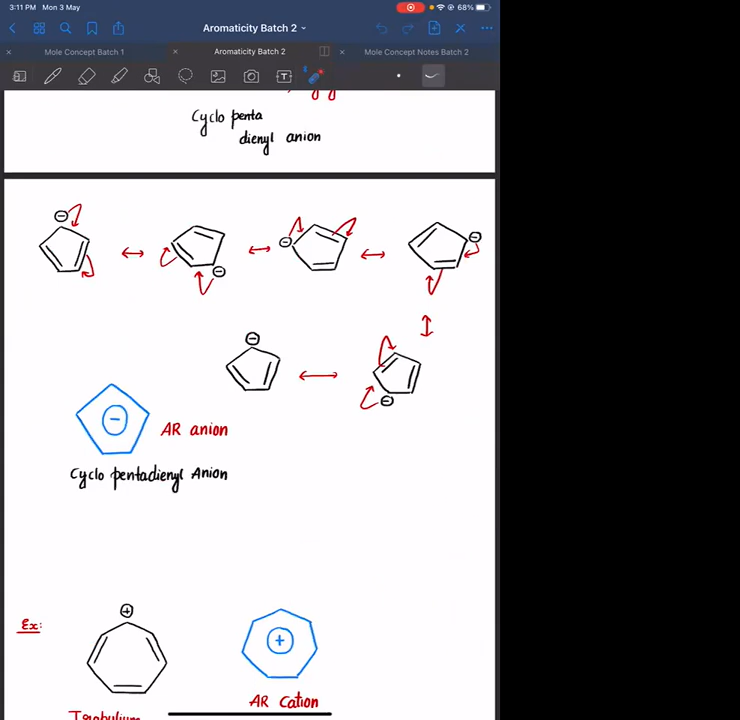 3:11 PM Mon 3 May
68%
Aromaticity Batch 2
Mole Concept Batch 1
Aromaticity Batch 2
Mole Concept Notes Batch 2
Cyclo penta
dienyl anion
AR anion
Cyclo pentadienyl Anion
Ex:
AR Cation